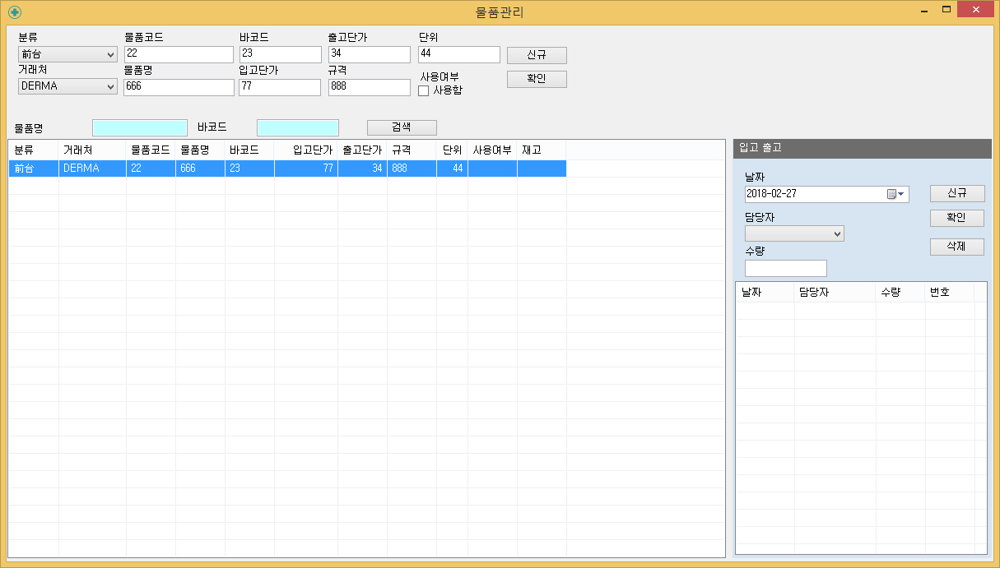 물품관리
분류 물품코드 바코드 출고단가 단위
前台 22 23 34 44 신규
거래처 물품명 입고단가 규격 사용여부
DERMA 666 77 888 사용함 확인
물품명 바코드 검색
분류 거래처 물품코드 물품명 바코드 입고단가 출고단가 규격 단위 사용여부 재고
前台 DERMA 22 666 23 77 34 888 44
입고 출고
날짜
2018-02-27 신규
담당자 확인
삭제
수량
날짜 담당자 수량 번호